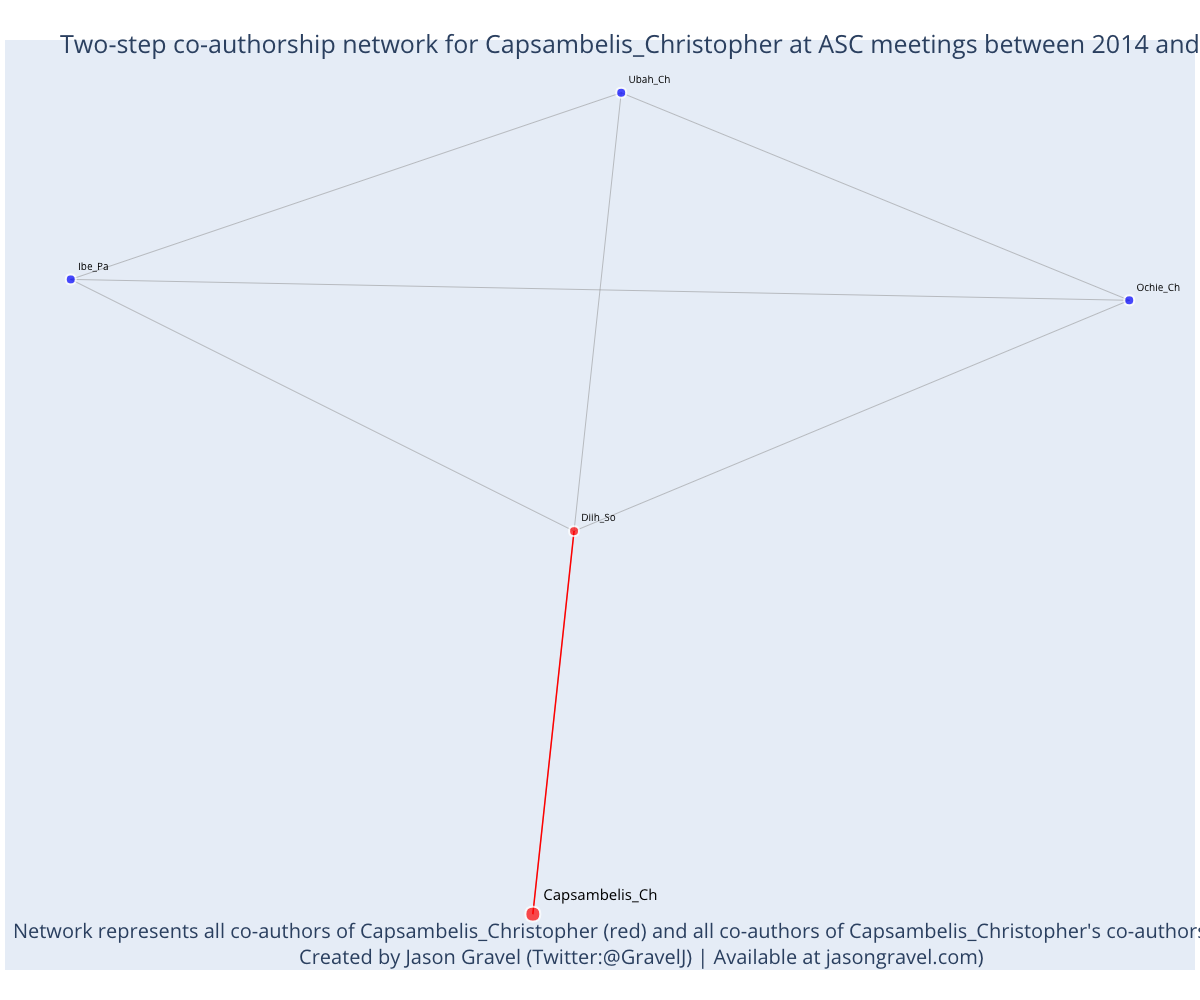 Two-step co-authorship network for Capsambelis_Christopher at ASC meetings between 2014 and
Ubah_Ch
Ibe_Pa
Ochie_Ch
Diih_So
Capsambelis_Ch
Network represents all co-authors of Capsambelis_Christopher (red) and all co-authors of Capsambelis_Christopher's co-authors
Created by Jason Gravel (Twitter:@GravelJ) | Available at jasongravel.com)